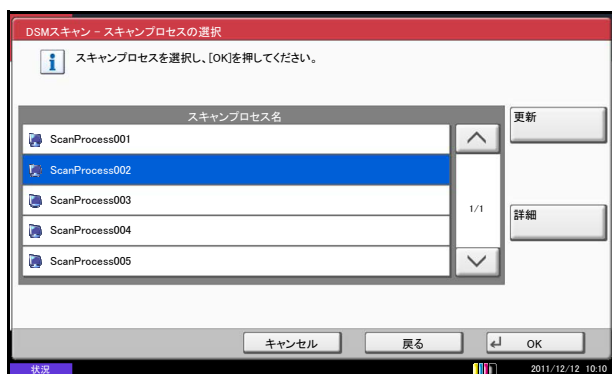 DSMスキャン - スキャンプロセスの選択
スキャンプロセスを選択し、[OK]を押してください。
スキャンプロセス名
更新
ScanProcess001
ScanProcess002
ScanProcess003
1/1
詳細
ScanProcess004
ScanProcess005
キャンセル
戻る
OK
状況
2011/12/12 10:10